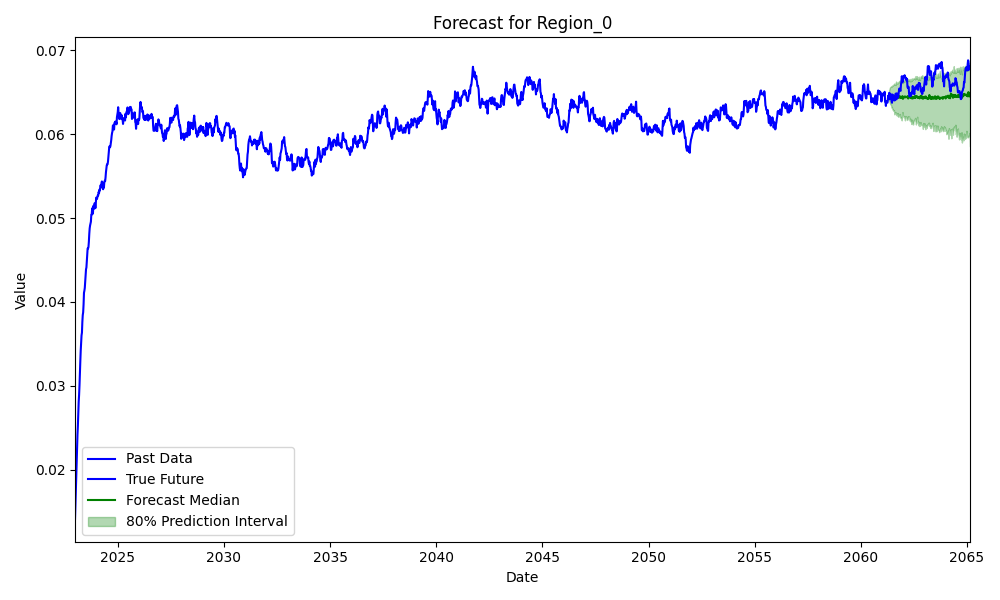 Forecast for Region_0
Value
0.07
0.06
0.05
0.04
0.03
0.02
Past Data
True Future
Forecast Median
80% Prediction Interval
2025 2030 2035 2040 2045 2050 2055 2060 2065
Date